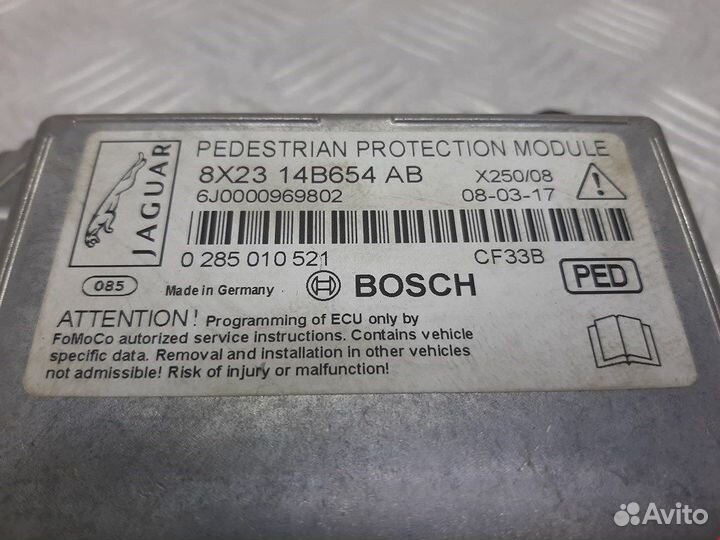 JAGUAR
PEDESTRIAN PROTECTION MODULE
8X23 14B654 AB X250/08
6J0000969802 08-03-17
0 285 010 521 CF33B
085 Made in Germany BOSCH PED
ATTENTION! Programming of ECU only by
FoMoCo autorized service instructions. Contains vehicle
specific data. Removal and installation in other vehicles
not admissible! Risk of injury or malfunction!
Avito